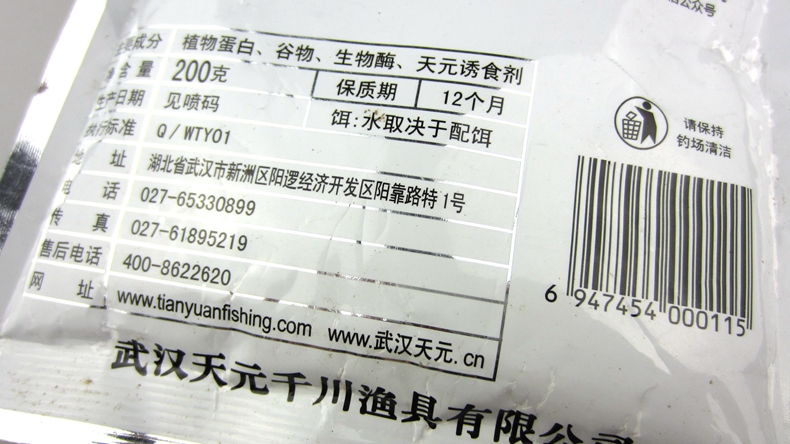 公众号
成分 植物蛋白、谷物、生物酶、天元诱食剂
含量 200克 保质期 12个月
生产日期 见喷码 饵:水取决于配饵
执行标准 Q/WTY01
地址 湖北省武汉市新洲区阳逻经济开发区阳靠路特1号
电话 027-65330899
传真 027-61895219
售后电话 400-8622620
网址 www.tianyuanfishing.com www.武汉天元.cn
武汉天元千川渔具有限公司
请保持
钓场清洁
6 947454 000115